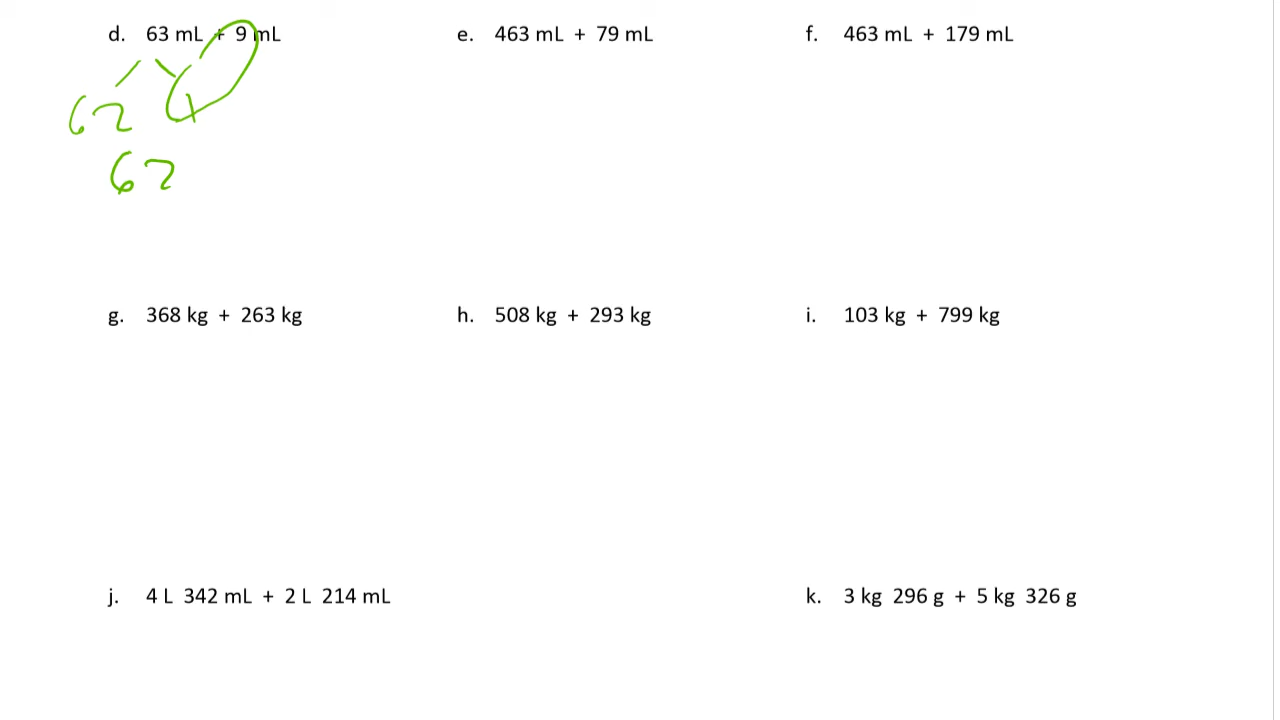 d. 63 mL + 9 mL e. 463 mL + 79 mL f. 463 mL + 179 mL
62
62
g. 368 kg + 263 kg h. 508 kg + 293 kg i. 103 kg + 799 kg
j. 4 L 342 mL + 2 L 214 mL k. 3 kg 296 g + 5 kg 326 g